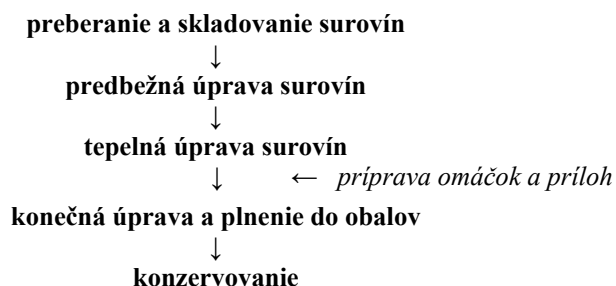 preberanie a skladovanie surovín
↓
predbežná úprava surovín
↓
tepelná úprava surovín
↓ ← príprava omáčok a príloh
konečná úprava a plnenie do obalov
↓
konzervovanie